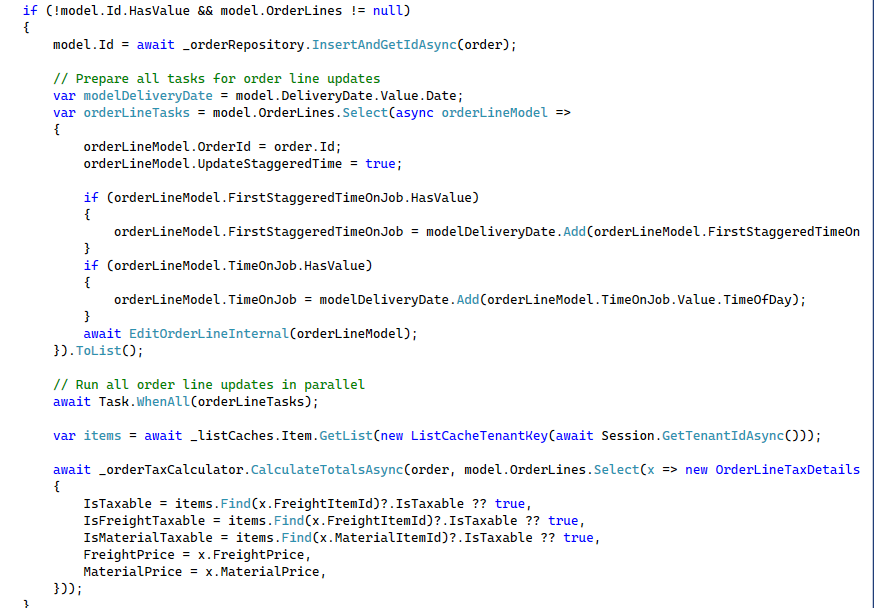 if (!model.Id.HasValue && model.OrderLines != null)
{
    model.Id = await _orderRepository.InsertAndGetIdAsync(order);

    // Prepare all tasks for order line updates
    var modelDeliveryDate = model.DeliveryDate.Value.Date;
    var orderLineTasks = model.OrderLines.Select(async orderLineModel =>
    {
        orderLineModel.OrderId = order.Id;
        orderLineModel.UpdateStaggeredTime = true;

        if (orderLineModel.FirstStaggeredTimeOnJob.HasValue)
        {
            orderLineModel.FirstStaggeredTimeOnJob = modelDeliveryDate.Add(orderLineModel.FirstStaggeredTimeOn
        }
        if (orderLineModel.TimeOnJob.HasValue)
        {
            orderLineModel.TimeOnJob = modelDeliveryDate.Add(orderLineModel.TimeOnJob.Value.TimeOfDay);
        }
        await EditOrderLineInternal(orderLineModel);
    }).ToList();

    // Run all order line updates in parallel
    await Task.WhenAll(orderLineTasks);

    var items = await _listCaches.Item.GetList(new ListCacheTenantKey(await Session.GetTenantIdAsync()));

    await _orderTaxCalculator.CalculateTotalsAsync(order, model.OrderLines.Select(x => new OrderLineTaxDetails
    {
        IsTaxable = items.Find(x.FreightItemId)?.IsTaxable ?? true,
        IsFreightTaxable = items.Find(x.FreightItemId)?.IsTaxable ?? true,
        IsMaterialTaxable = items.Find(x.MaterialItemId)?.IsTaxable ?? true,
        FreightPrice = x.FreightPrice,
        MaterialPrice = x.MaterialPrice,
    }));
}